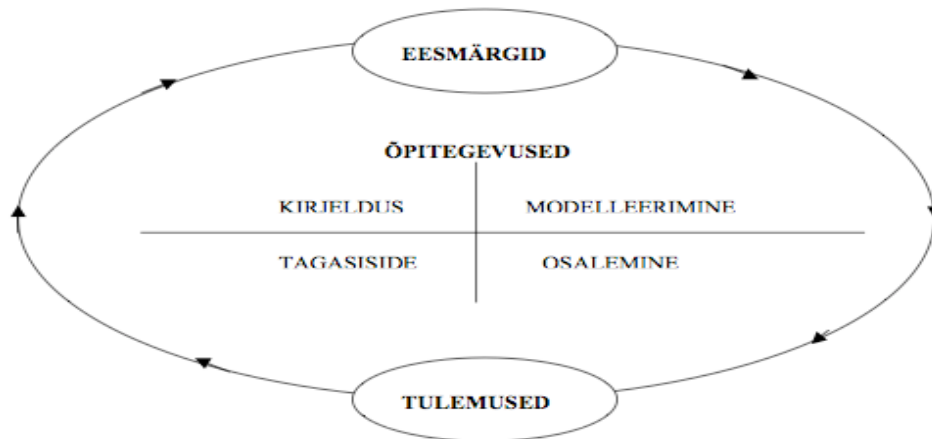 EESMÄRGID
ÕPITEGEVUSED
KIRJELDUS MODELLEERIMINE
TAGASISIDE OSALEMINE
TULEMUSED